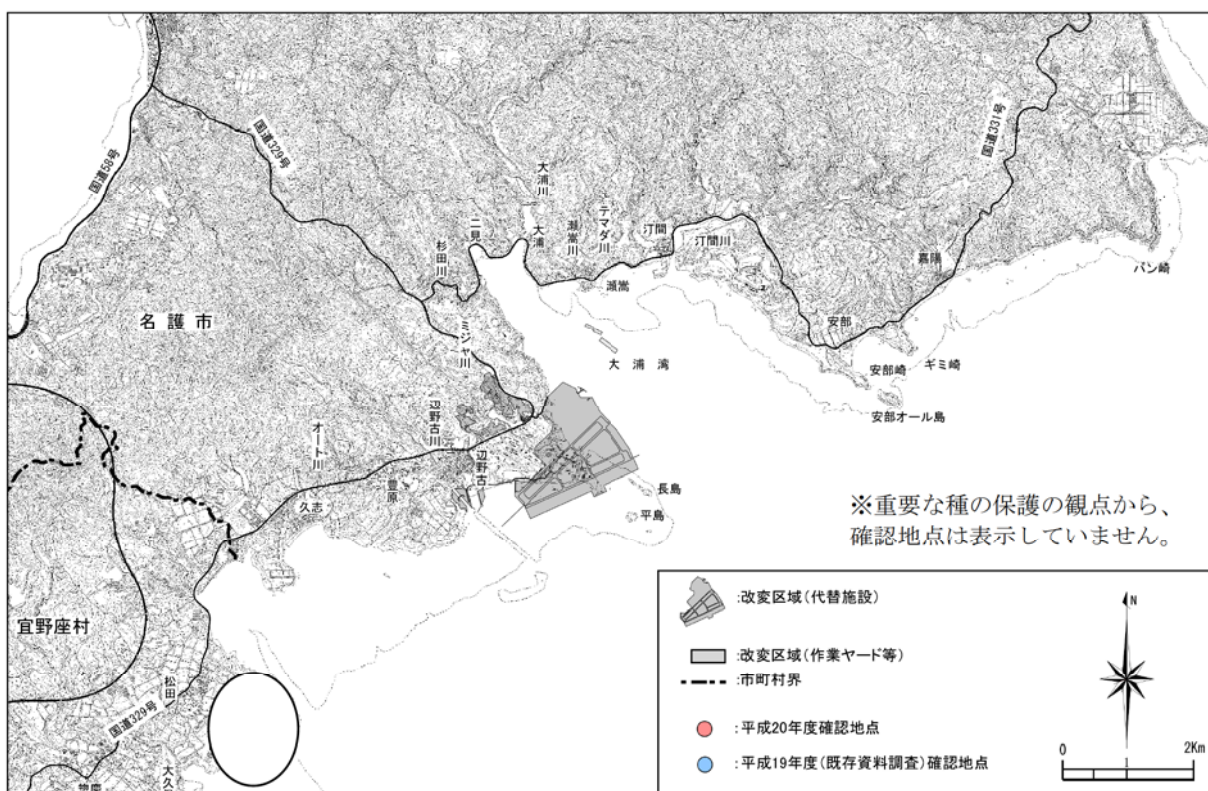 国道58号
国道329号
国道331号
大浦川
二見
大浦
瀬嵩川
テマダ川
汀間
汀間川
杉田川
瀬嵩
嘉陽
バン崎
名護市
ミジャ川
大浦湾
安部
安部崎
ギミ崎
安部オール島
辺野古川
オート川
豊原
辺野古
久志
長島
平島
※重要な種の保護の観点から、
確認地点は表示していません。
宜野座村
松田
国道329号
:改変区域(代替施設)
:改変区域(作業ヤード等)
:市町村界
:平成20年度確認地点
:平成19年度(既存資料調査)確認地点
N
0 1 2Km